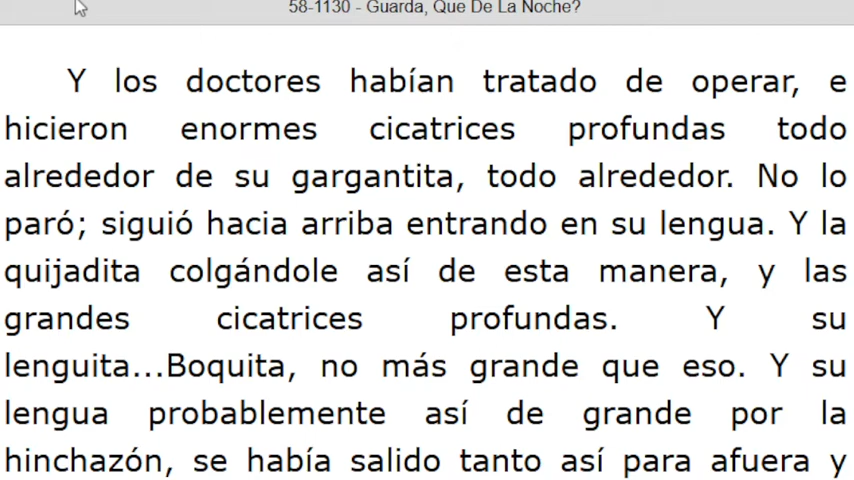 58-1130 - Guarda, Que De La Noche?
Y los doctores habían tratado de operar, e
hicieron enormes cicatrices profundas todo
alrededor de su gargantita, todo alrededor. No lo
paró; siguió hacia arriba entrando en su lengua. Y la
quijadita colgándole así de esta manera, y las
grandes cicatrices profundas. Y su
lenguita...Boquita, no más grande que eso. Y su
lengua probablemente así de grande por la
hinchazón, se había salido tanto así para afuera y